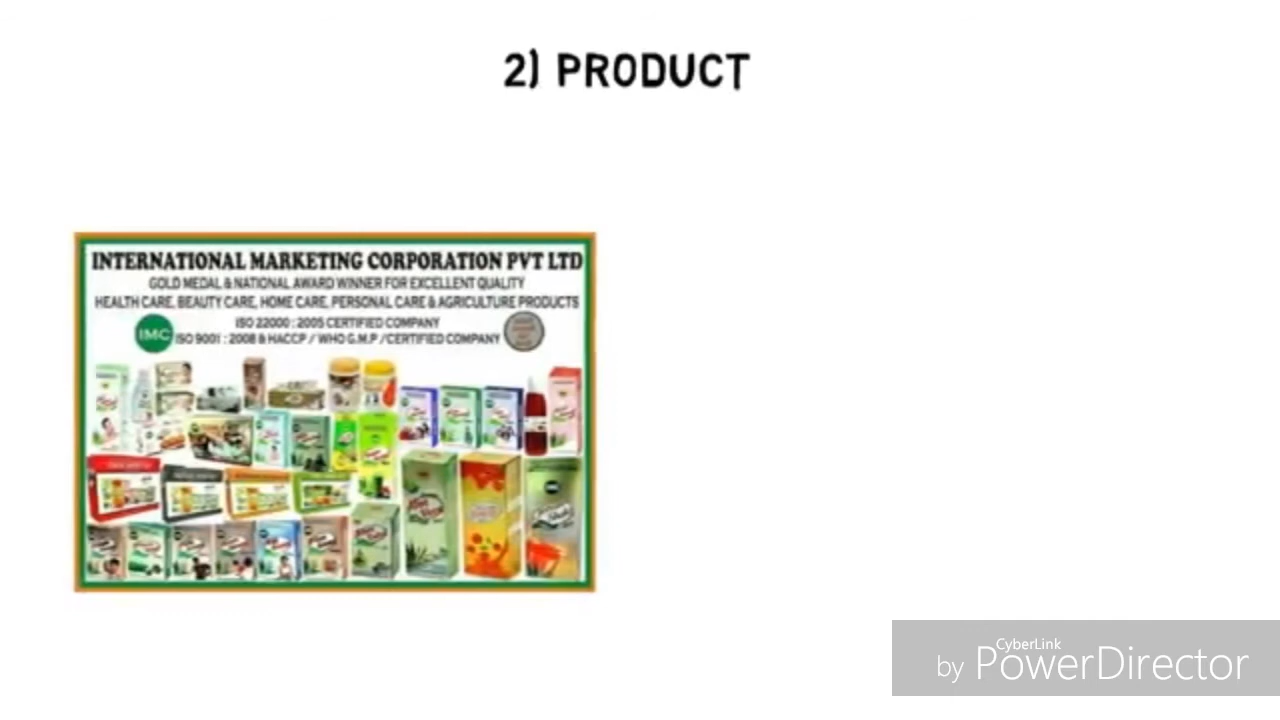 2) PRODUCT
INTERNATIONAL MARKETING CORPORATION PVT LTD
GOLD MEDAL & NATIONAL AWARD WINNER FOR EXCELLENT QUALITY
HEALTH CARE, BEAUTY CARE, HOME CARE, PERSONAL CARE & AGRICULTURE PRODUCTS
ISO 22000 : 2005 CERTIFIED COMPANY
IMC
ISO 9001 : 2008 & HACCP / WHO G.M.P / CERTIFIED COMPANY
CyberLink
by PowerDirector